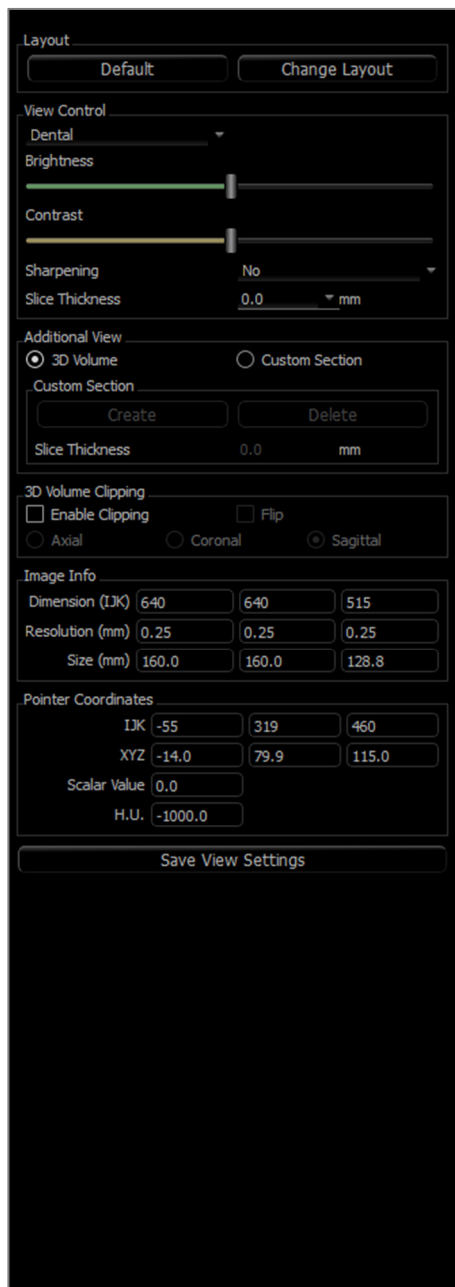 Layout
Default Change Layout
View Control
Dental
Brightness
Contrast
Sharpening No
Slice Thickness 0.0 mm
Additional View
3D Volume Custom Section
Custom Section
Create Delete
Slice Thickness 0.0 mm
3D Volume Clipping
Enable Clipping Flip
Axial Coronal Sagittal
Image Info
Dimension (IJK) 640 640 515
Resolution (mm) 0.25 0.25 0.25
Size (mm) 160.0 160.0 128.8
Pointer Coordinates
IJK -55 319 460
XYZ -14.0 79.9 115.0
Scalar Value 0.0
H.U. -1000.0
Save View Settings